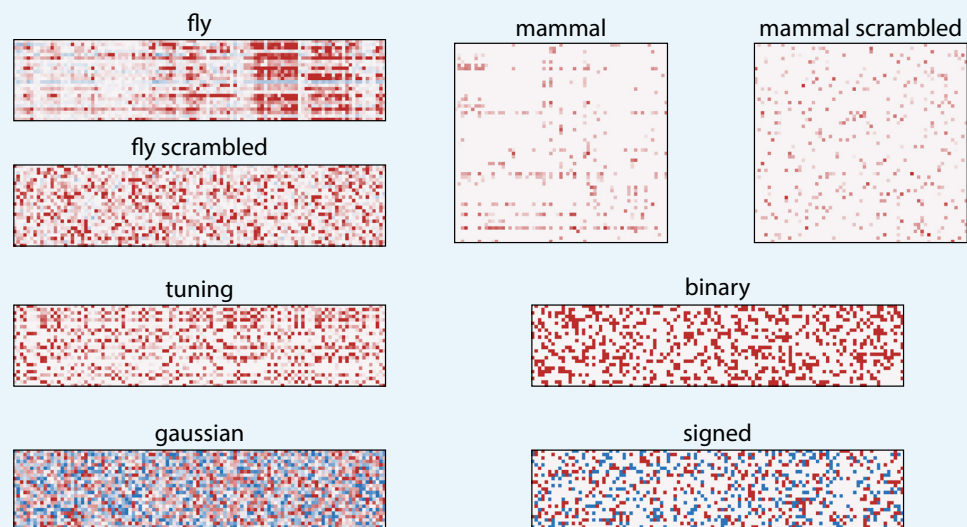 fly
mammal
mammal scrambled
fly scrambled
tuning
binary
gaussian
signed